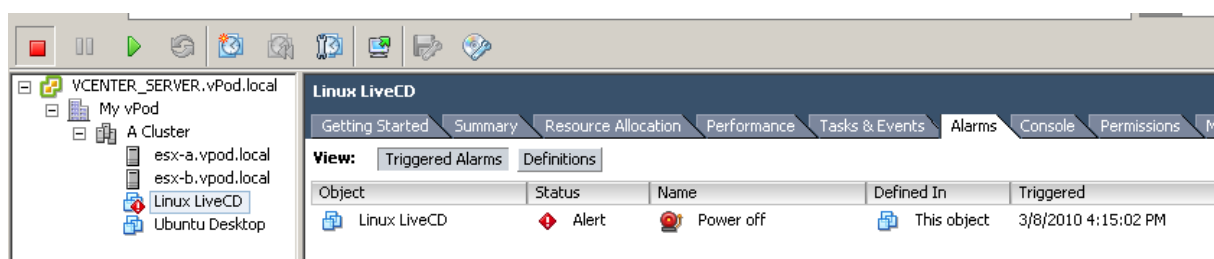 VCENTER_SERVER.vPod.local
My vPod
A Cluster
esx-a.vpod.local
esx-b.vpod.local
Linux LiveCD
Ubuntu Desktop
Linux LiveCD
Getting Started Summary Resource Allocation Performance Tasks & Events Alarms Console Permissions
View: Triggered Alarms Definitions
Object Status Name Defined In Triggered
Linux LiveCD Alert Power off This object 3/8/2010 4:15:02 PM